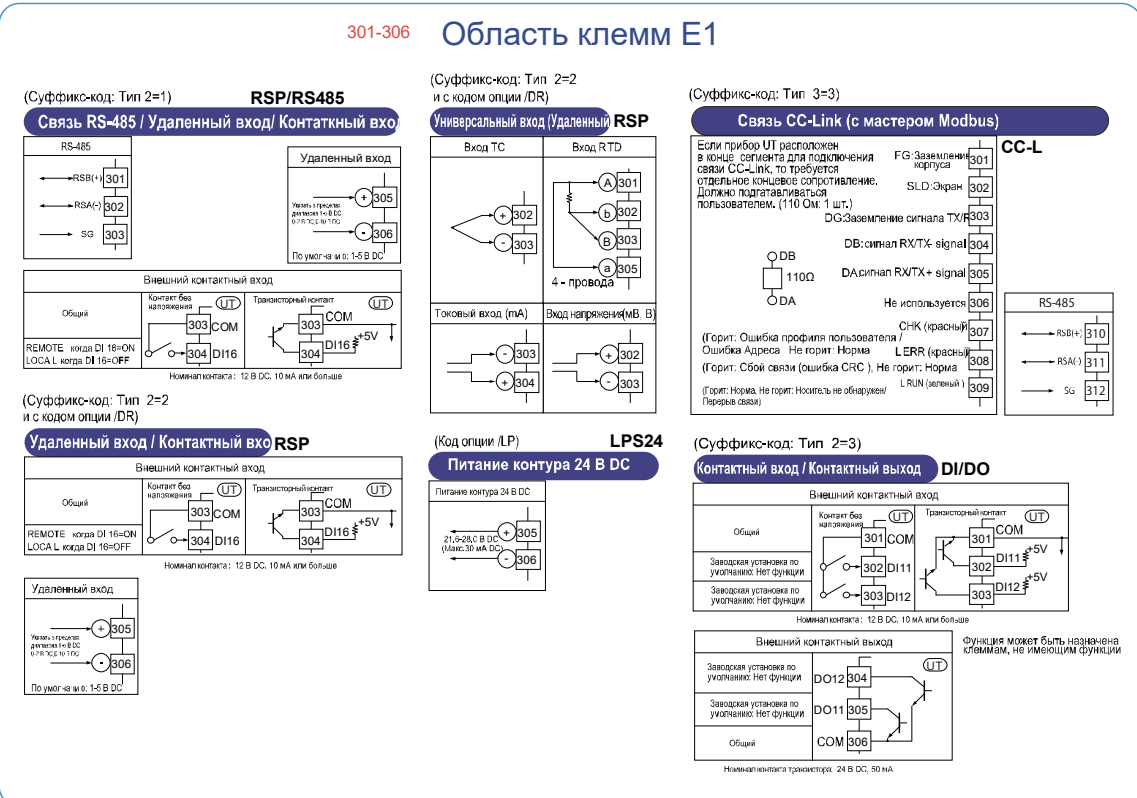 301-306 Область клемм E1
(Суффикс-код: Тип 2=1) RSP/RS485
Связь RS-485 / Удаленный вход/ Контаткный вхо
RS-485
RSB(+) 301
RSA(-) 302
SG 303
Удаленный вход
+ 305
- 306
По умолчани о: 1-5 В DC
Внешний контактный вход
Общий
Контакт без
напряжения
UT
303 COM
304 DI16
Транзисторный контакт
UT
COM
303
+5V
DI16
304
REMOTE когда DI 16=ON
LOCA L когда DI 16=OFF
Номинал контакта : 12 В DC, 10 мА или больше
(Суффикс-код: Тип 2=2
и с кодом опции /DR)
Удаленный вход / Контактный вхо RSP
Внешний контактный вход
Общий
Контакт без
напряжения
UT
303 COM
304 DI16
Транзисторный контакт
UT
COM
303
+5V
DI16
304
REMOTE когда DI 16=ON
LOCA L когда DI 16=OFF
Номинал контакта : 12 В DC, 10 мА или больше
Удаленный вход
+ 305
- 306
По умолчани о: 1-5 В DC
(Суффикс-код: Тип 2=2
и с кодом опции /DR)
Универсальный вход (Удаленный RSP
Вход TC
+ 302
- 303
Вход RTD
A 301
b 302
B 303
a 305
4 - провода
Токовый вход (mA)
- 303
+ 304
Вход напряжения(мВ, В)
+ 302
- 303
(Код опции /LP) LPS24
Питание контура 24 В DC
Питание контура 24 В DC
21,6-28,0 В DC
(Макс.30 мА DC)
+ 305
- 306
(Суффикс-код: Тип 3=3)
Связь CC-Link (с мастером Modbus)
CC-L
Если прибор UT расположен
в конце сегмента для подключения
связи CC-Link, то требуется
отдельное концевое сопротивление.
Должно подгатавливаться
пользователем. (110 Ом: 1 шт.)
DB
110Ω
DA
FG:Заземление
корпуса
301
SLD:Экран 302
DG:Заземление сигнала TX/R 303
DB:сигнал RX/TX- signal 304
DA:сигнал RX/TX+ signal 305
Не используется 306
CHK (красный 307
(Горит: Ошибка профиля пользователя /
Ошибка Адреса Не горит: Норма
L ERR (красный 308
(Горит: Сбой связи (ошибка CRC ), Не горит: Норма
L RUN (зеленый ) 309
(Горит: Норма, Не горит: Носитель не обнаружен/
Перерыв связи)
RS-485
RSB(+) 310
RSA(-) 311
SG 312
(Суффикс-код: Тип 2=3)
Контактный вход / Контактный выход DI/DO
Внешний контактный вход
Общий
Заводская установка по
умолчанию: Нет функции
Заводская установка по
умолчанию: Нет функции
Контакт без
напряжения
UT
301 COM
302 DI11
303 DI12
Транзисторный контакт
UT
COM
301
DI11
+5V
302
DI12
+5V
303
Номинал контакта : 12 В DC, 10 мА или больше
Внешний контактный выход
UT
Заводская установка по
умолчанию: Нет функции
DO12 304
Заводская установка по
умолчанию: Нет функции
DO11 305
Общий
COM 306
Номинал контакта транзистора: 24 В DC, 50 мА
Функция может быть назначена
клеммам, не имеющим функции